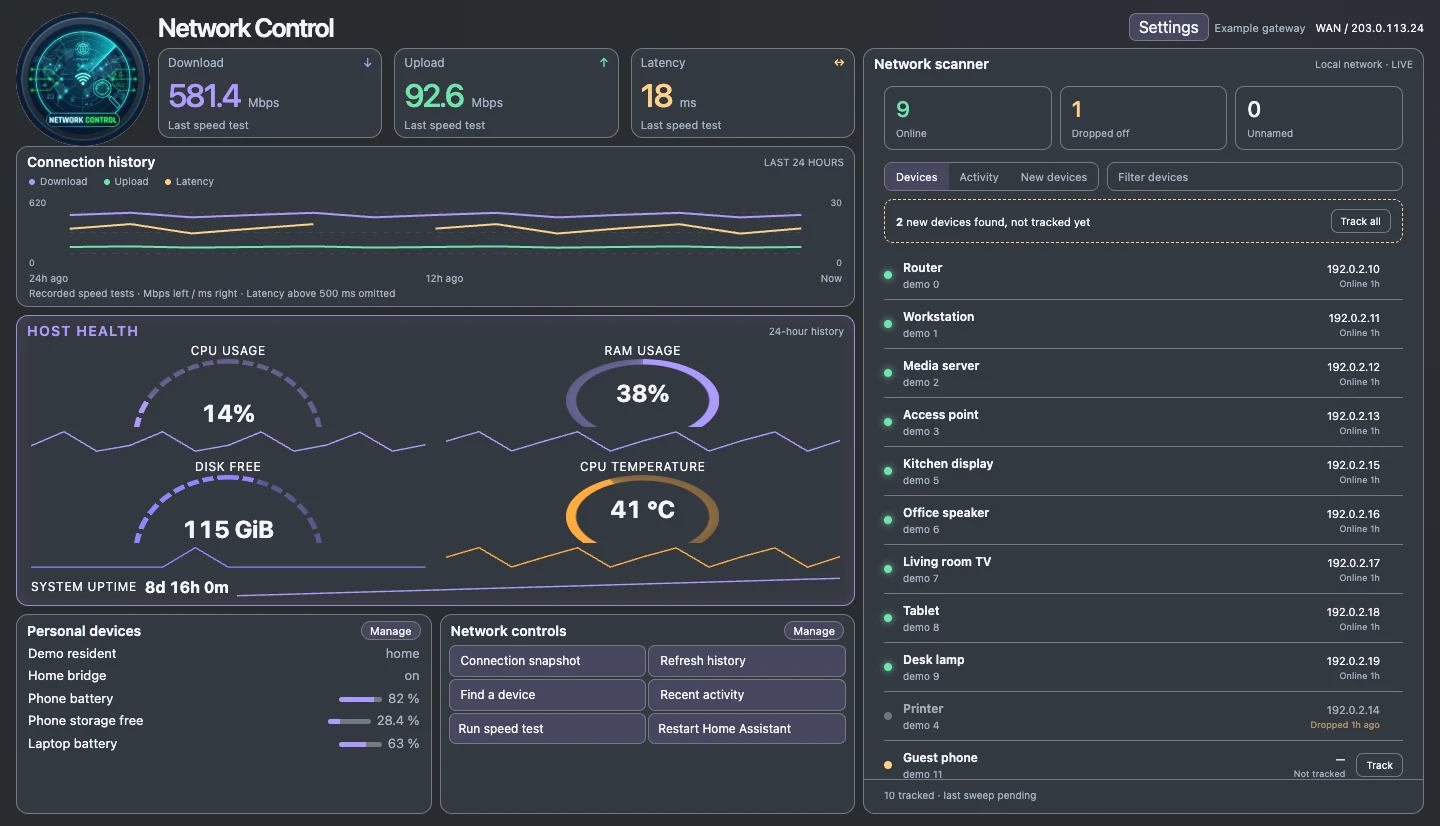 NETWORK CONTROL
Network Control
Settings
Example gateway
WAN / 203.0.113.24
Download ↓
581.4 Mbps
Last speed test
Upload ↑
92.6 Mbps
Last speed test
Latency ↔
18 ms
Last speed test
Connection history
LAST 24 HOURS
Download
Upload
Latency
620
30
0
0
24h ago
12h ago
Now
Recorded speed tests · Mbps left / ms right · Latency above 500 ms omitted
HOST HEALTH
24-hour history
CPU USAGE
14%
RAM USAGE
38%
DISK FREE
115 GiB
CPU TEMPERATURE
41 °C
SYSTEM UPTIME 8d 16h 0m
Personal devices
Manage
Demo resident home
Home bridge on
Phone battery 82 %
Phone storage free 28.4 %
Laptop battery 63 %
Network controls
Manage
Connection snapshot
Refresh history
Find a device
Recent activity
Run speed test
Restart Home Assistant
Network scanner
Local network · LIVE
9
Online
1
Dropped off
0
Unnamed
Devices
Activity
New devices
Filter devices
2 new devices found, not tracked yet
Track all
Router 192.0.2.10
demo 0 Online 1h
Workstation 192.0.2.11
demo 1 Online 1h
Media server 192.0.2.12
demo 2 Online 1h
Access point 192.0.2.13
demo 3 Online 1h
Kitchen display 192.0.2.15
demo 5 Online 1h
Office speaker 192.0.2.16
demo 6 Online 1h
Living room TV 192.0.2.17
demo 7 Online 1h
Tablet 192.0.2.18
demo 8 Online 1h
Desk lamp 192.0.2.19
demo 9 Online 1h
Printer 192.0.2.14
demo 4 Dropped 1h ago
Guest phone —
demo 11 Not tracked
Track
10 tracked · last sweep pending